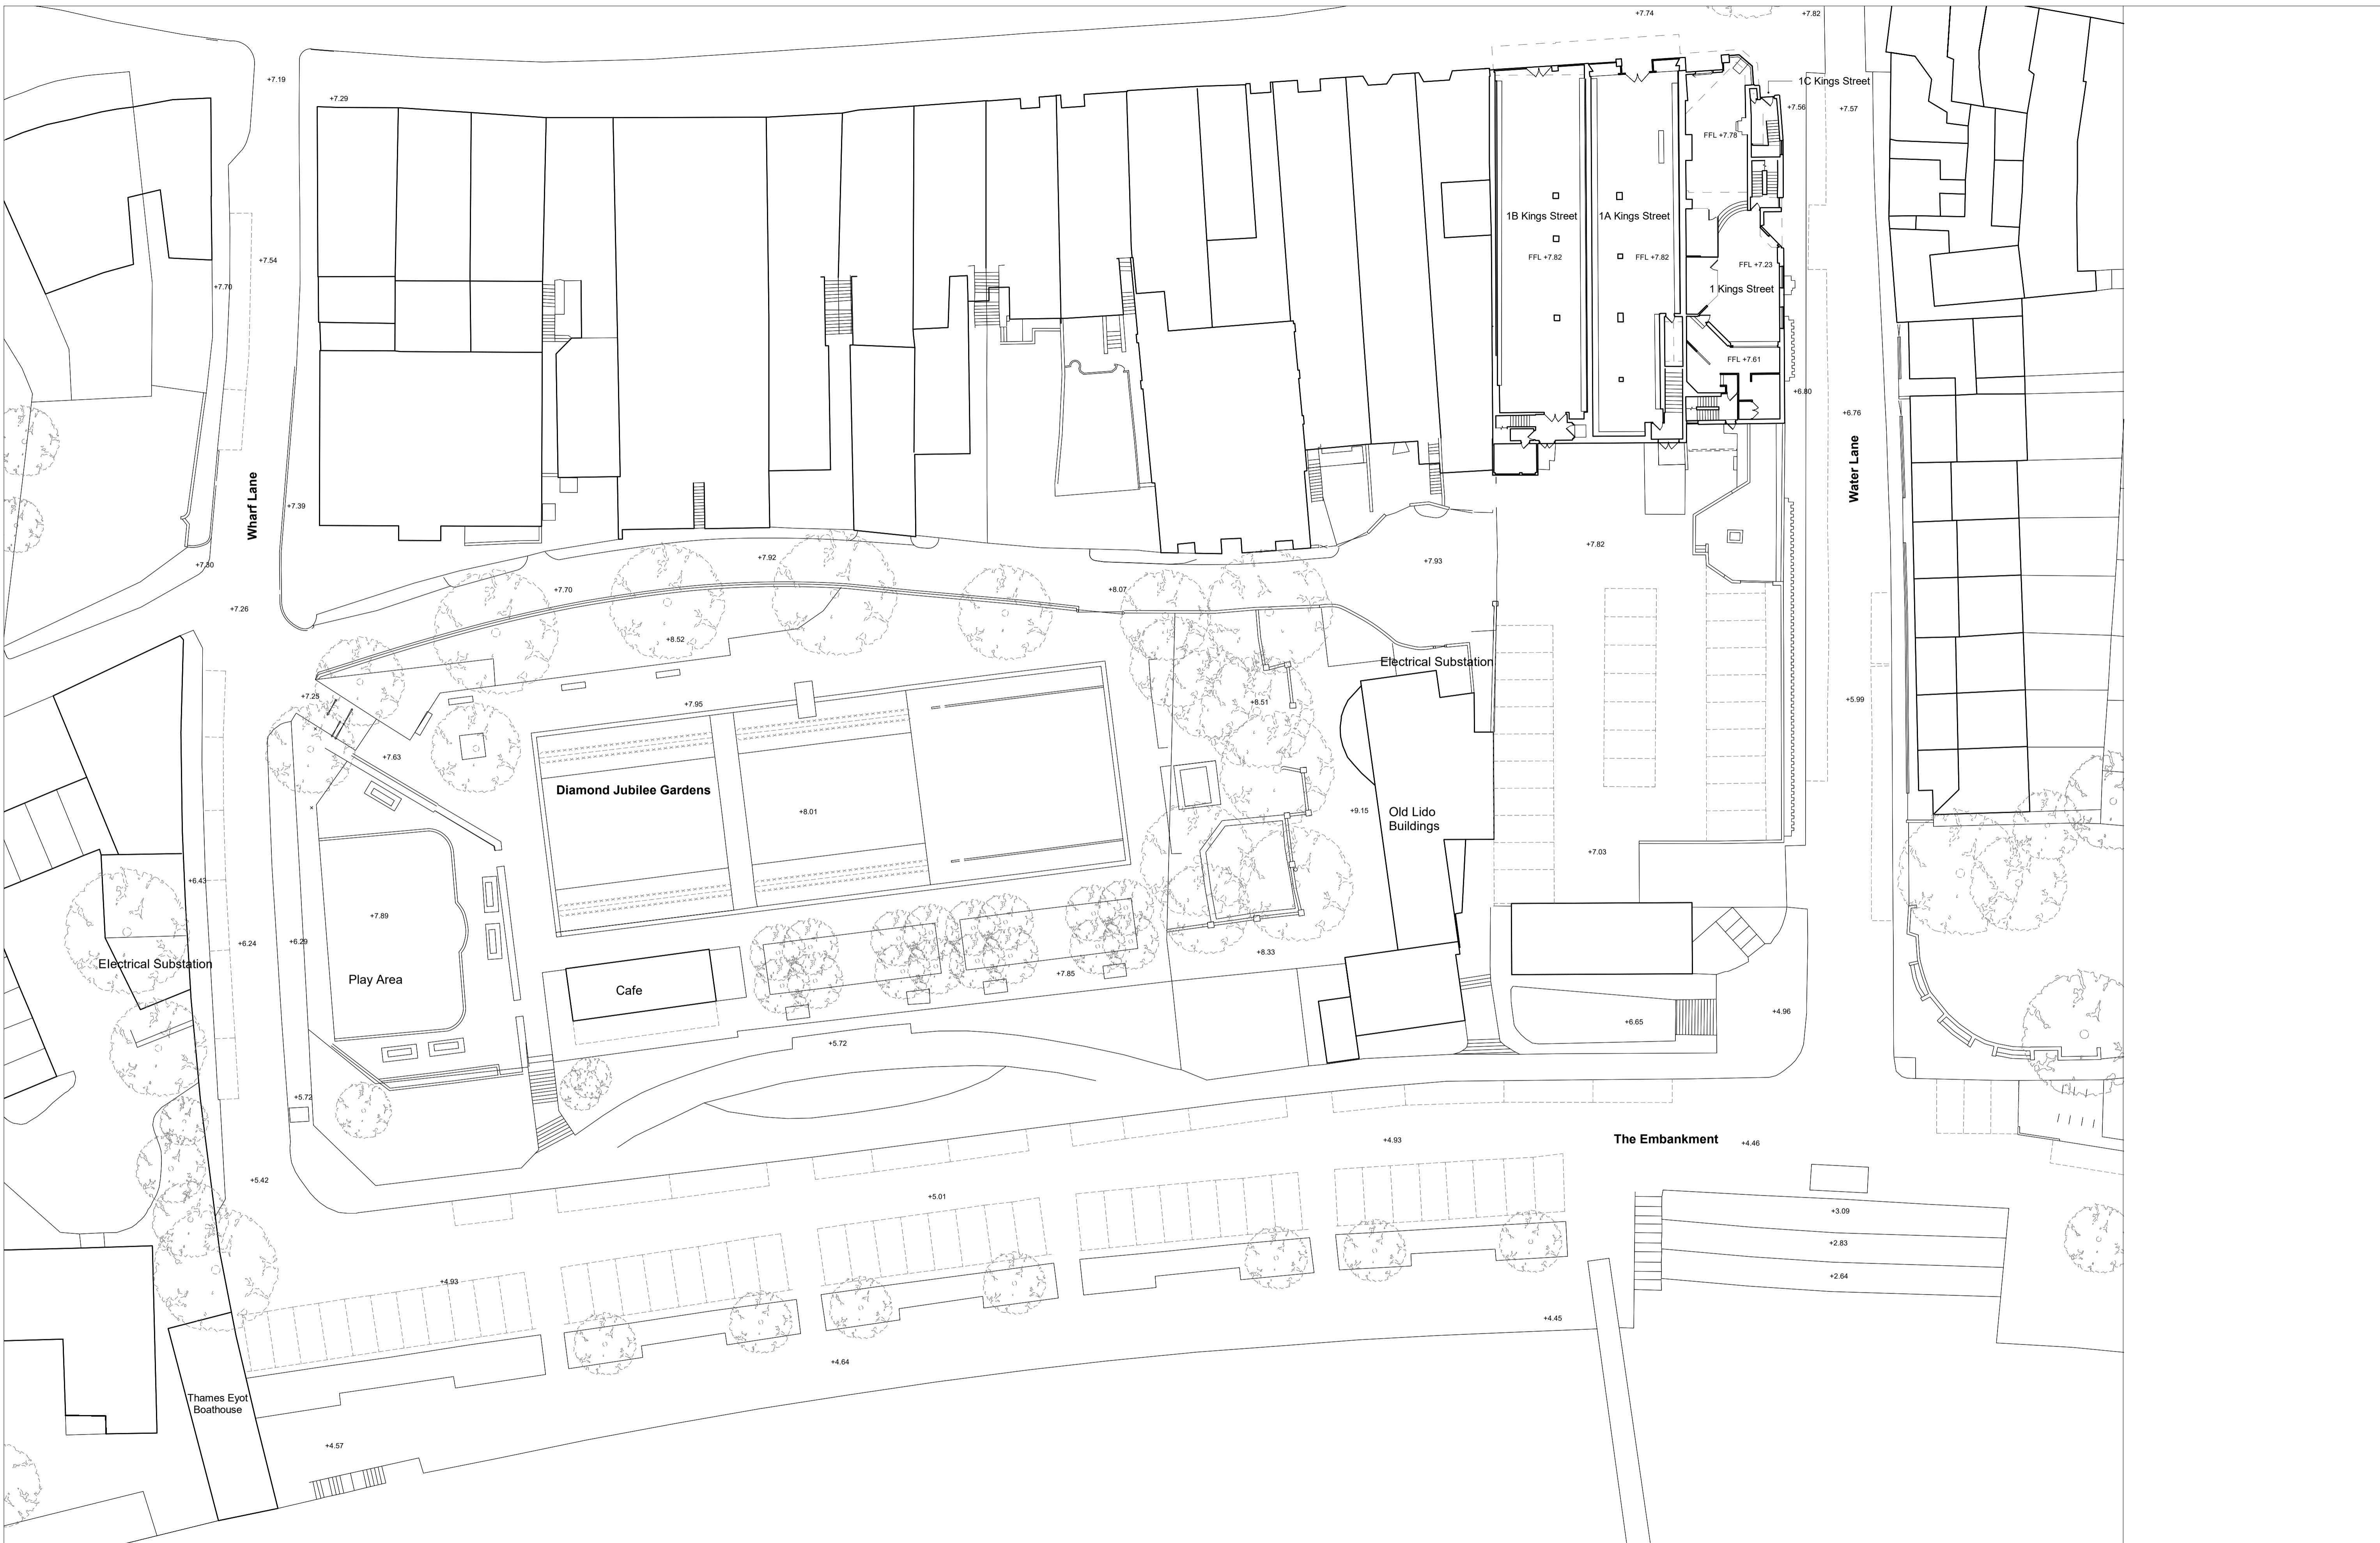 +7.74
+7.82
+7.19
+7.29
1C Kings Street
+7.56
+7.57
FFL +7.78
1B Kings Street
1A Kings Street
+7.54
FFL +7.82
FFL +7.82
FFL +7.23
+7.70
1 Kings Street
FFL +7.61
+6.80
+6.76
Water Lane
Wharf Lane
+7.39
+7.82
+7.92
+7.93
+7.30
+7.70
+8.07
+7.26
+8.52
Electrical Substation
+7.25
+7.95
+8.51
+5.99
+7.63
Diamond Jubilee Gardens
+8.01
+9.15
Old Lido
Buildings
+7.03
+6.43
+7.89
+6.24
+6.29
+8.33
Electrical Substation
+7.85
Play Area
Cafe
+4.96
+6.65
+5.72
+5.72
+4.93
The Embankment
+4.46
+5.42
+5.01
+3.09
+2.83
+4.93
+2.64
+4.45
+4.64
Thames Eyot
Boathouse
+4.57